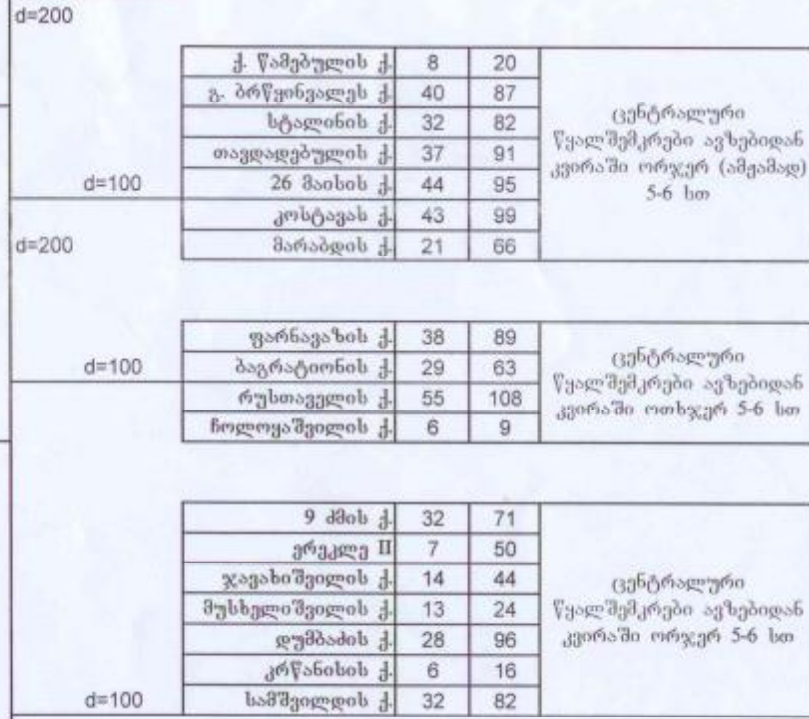 d=200
ქ. წამებულის ქ. 8 20
გ. ბრწყინვალეს ქ. 40 87
სტალინის ქ. 32 82
თავდადებულის ქ. 37 91
d=100 26 მაისის ქ. 44 95
კოსტავას ქ. 43 99
d=200 მარაბდის ქ. 21 66
ცენტრალური
წყალშემკრები ავზებიდან
კვირაში ორჯერ (ამჟამად)
5-6 სთ
ფარნავაზის ქ. 38 89
d=100 ბაგრატიონის ქ. 29 63
რუსთაველის ქ. 55 108
ჩოლოყაშვილის ქ. 6 9
ცენტრალური
წყალშემკრები ავზებიდან
კვირაში ოთხჯერ 5-6 სთ
9 ძმის ქ. 32 71
ერეკლე II 7 50
ჯავახიშვილის ქ. 14 44
მუსხელიშვილის ქ. 13 24
დუმბაძის ქ. 28 96
კრწანისის ქ. 6 16
d=100 სამშვილდის ქ. 32 82
ცენტრალური
წყალშემკრები ავზებიდან
კვირაში ორჯერ 5-6 სთ